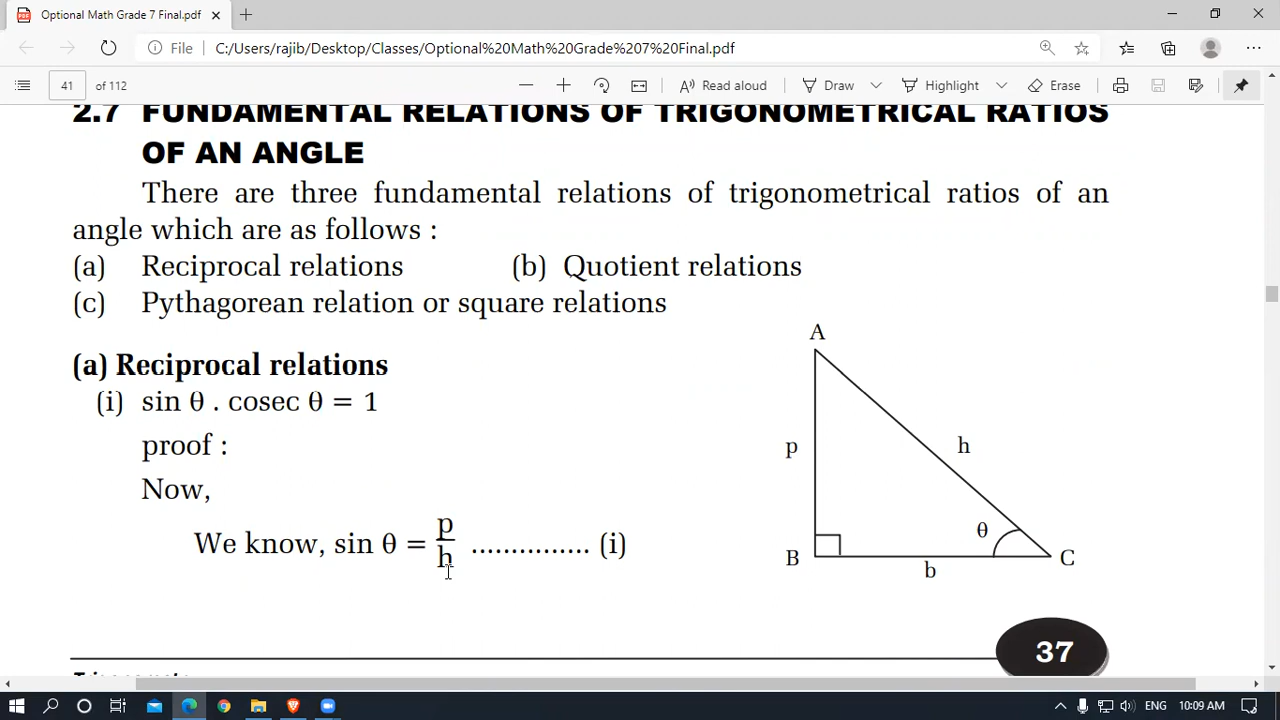 Optional Math Grade 7 Final.pdf
File C:/Users/rajib/Desktop/Classes/Optional%20Math%20Grade%207%20Final.pdf
41 of 112 Read aloud Draw Highlight Erase
2.7 FUNDAMENTAL RELATIONS OF TRIGONOMETRICAL RATIOS
OF AN ANGLE
There are three fundamental relations of trigonometrical ratios of an
angle which are as follows :
(a) Reciprocal relations (b) Quotient relations
(c) Pythagorean relation or square relations
(a) Reciprocal relations
(i) sin θ . cosec θ = 1
proof :
Now,
We know, sin θ = p/h ............... (i)
A
p
h
θ
B
C
b
37
ENG 10:09 AM